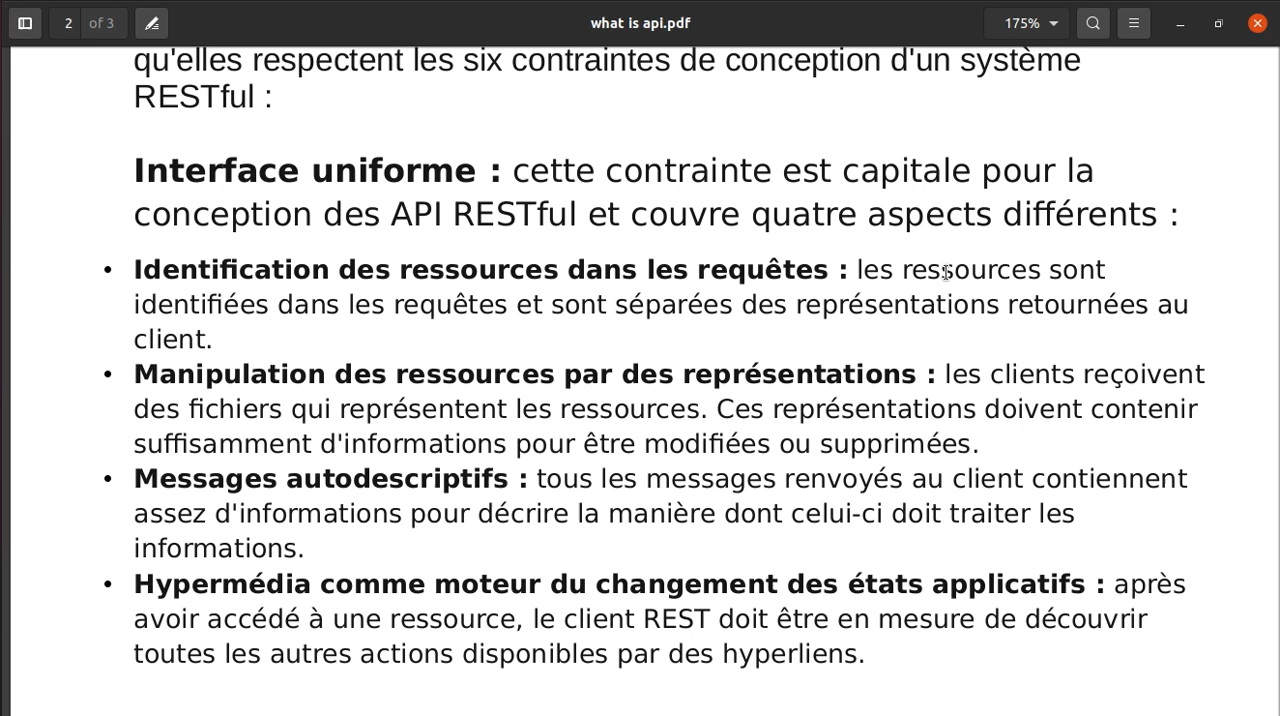 2 of 3
what is api.pdf
175%
qu'elles respectent les six contraintes de conception d'un système
RESTful :
Interface uniforme : cette contrainte est capitale pour la
conception des API RESTful et couvre quatre aspects différents :
• Identification des ressources dans les requêtes : les ressources sont
identifiées dans les requêtes et sont séparées des représentations retournées au
client.
• Manipulation des ressources par des représentations : les clients reçoivent
des fichiers qui représentent les ressources. Ces représentations doivent contenir
suffisamment d'informations pour être modifiées ou supprimées.
• Messages autodescriptifs : tous les messages renvoyés au client contiennent
assez d'informations pour décrire la manière dont celui-ci doit traiter les
informations.
• Hypermédia comme moteur du changement des états applicatifs : après
avoir accédé à une ressource, le client REST doit être en mesure de découvrir
toutes les autres actions disponibles par des hyperliens.